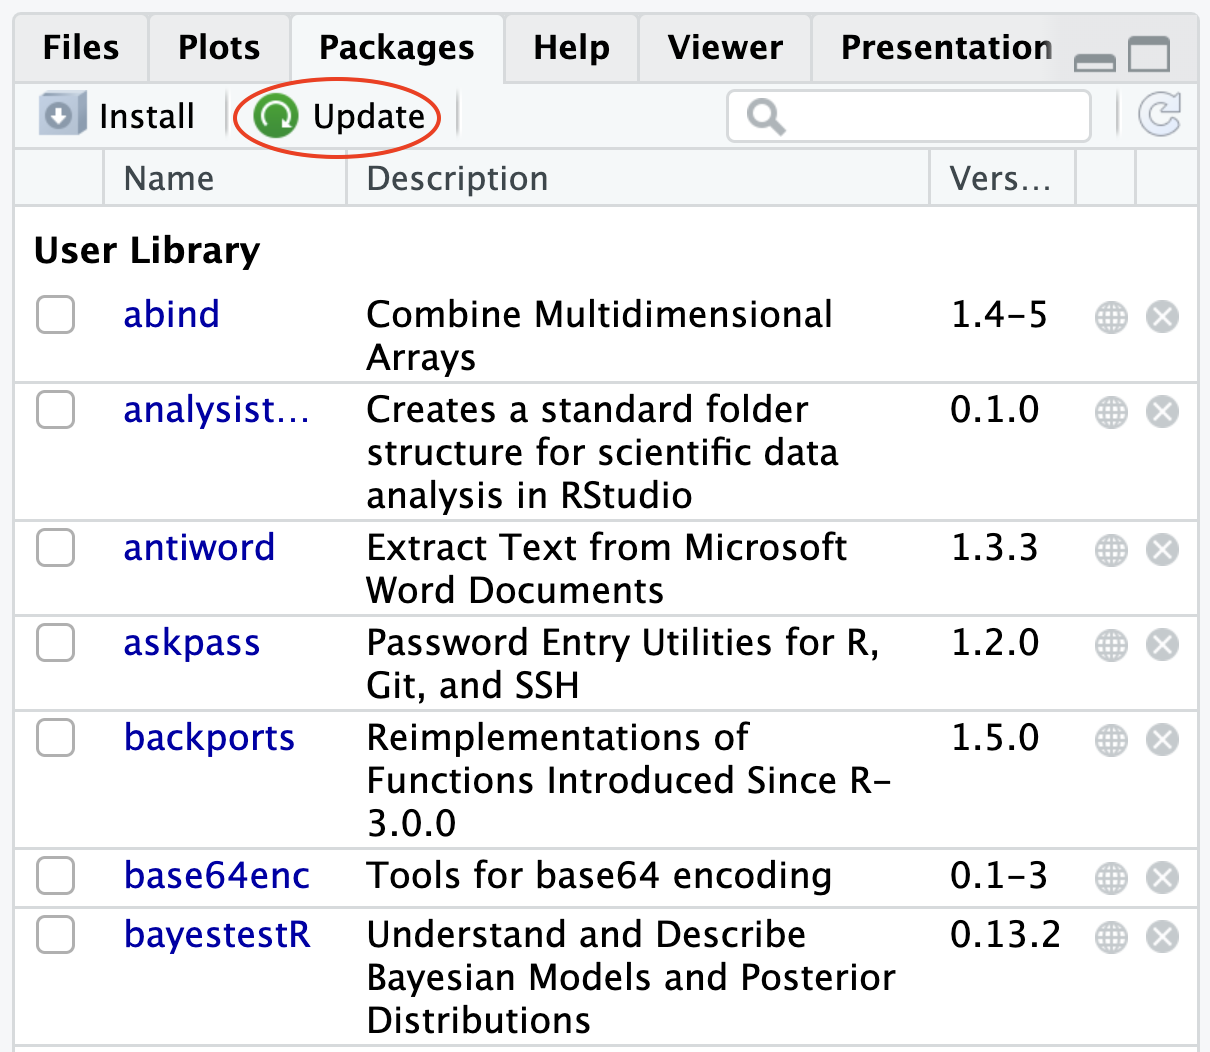 Files Plots Packages Help Viewer Presentation
Install Update
Name Description Vers...
User Library
abind Combine Multidimensional 1.4-5
Arrays
analysist... Creates a standard folder 0.1.0
structure for scientific data
analysis in RStudio
antiword Extract Text from Microsoft 1.3.3
Word Documents
askpass Password Entry Utilities for R, 1.2.0
Git, and SSH
backports Reimplementations of 1.5.0
Functions Introduced Since R-
3.0.0
base64enc Tools for base64 encoding 0.1-3
bayestestR Understand and Describe 0.13.2
Bayesian Models and Posterior
Distributions